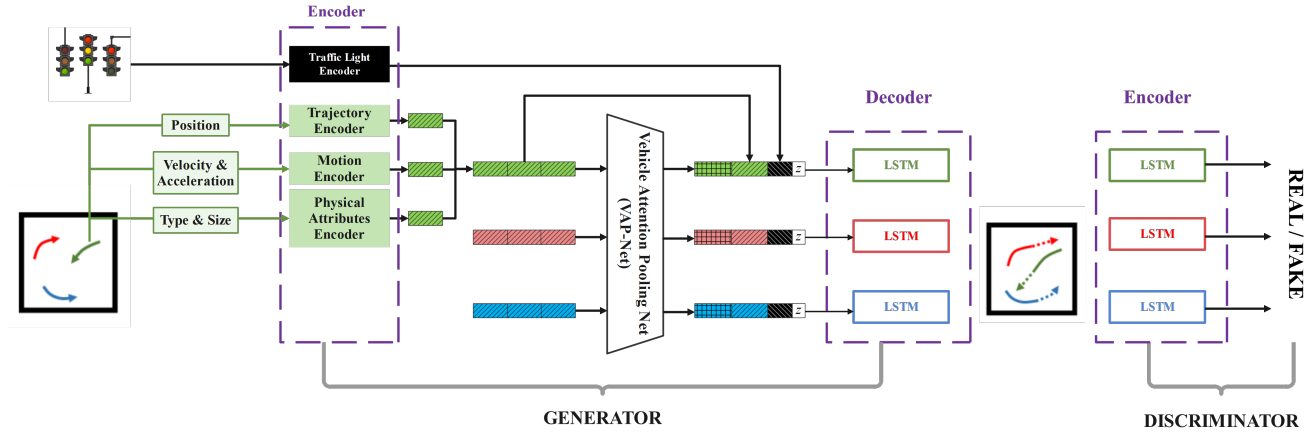 Encoder
Traffic Light
Encoder
Position
Trajectory
Encoder
Velocity &
Acceleration
Motion
Encoder
Type & Size
Physical
Attributes
Encoder
Vehicle Attention Pooling Net
(VAP-Net)
z
z
z
Decoder
LSTM
LSTM
LSTM
Encoder
LSTM
LSTM
LSTM
REAL / FAKE
GENERATOR
DISCRIMINATOR